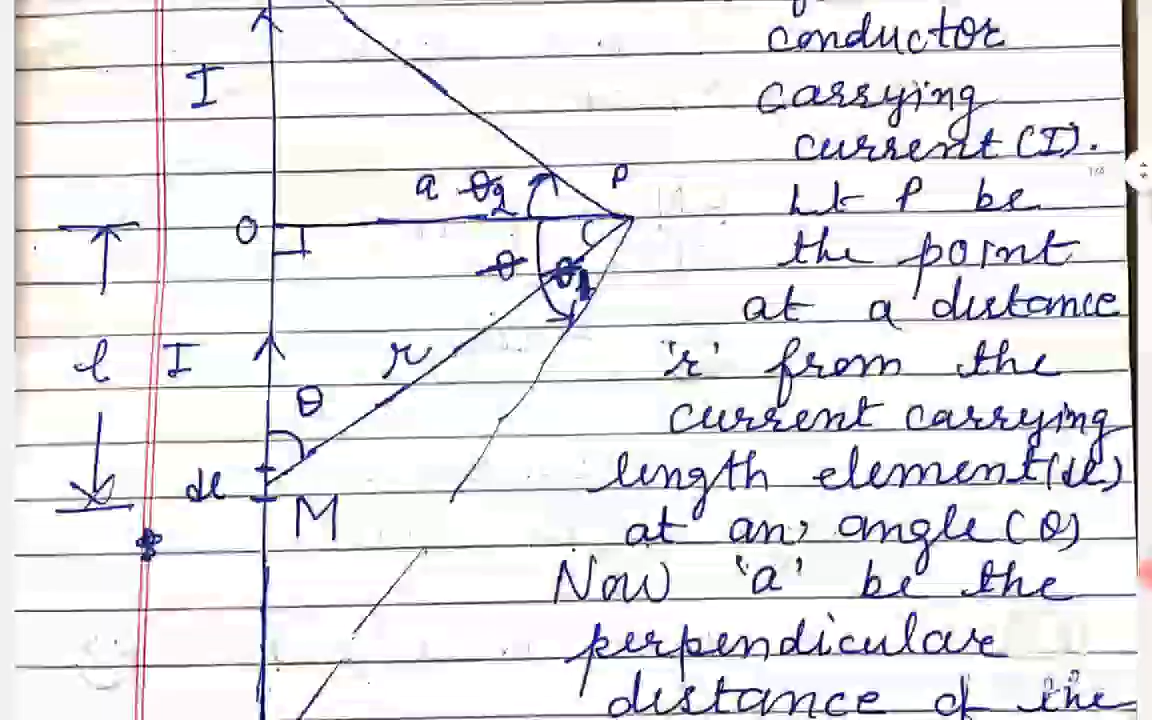 conductor
carrying
current (I).
Let P be
the point
at a distance
'r' from the
current carrying
length element (dl)
at an, angle (θ)
Now 'a' be the
perpendicular
distance of the
I
a θ2
P
O
θ θ1
l I
r
θ
dl
M